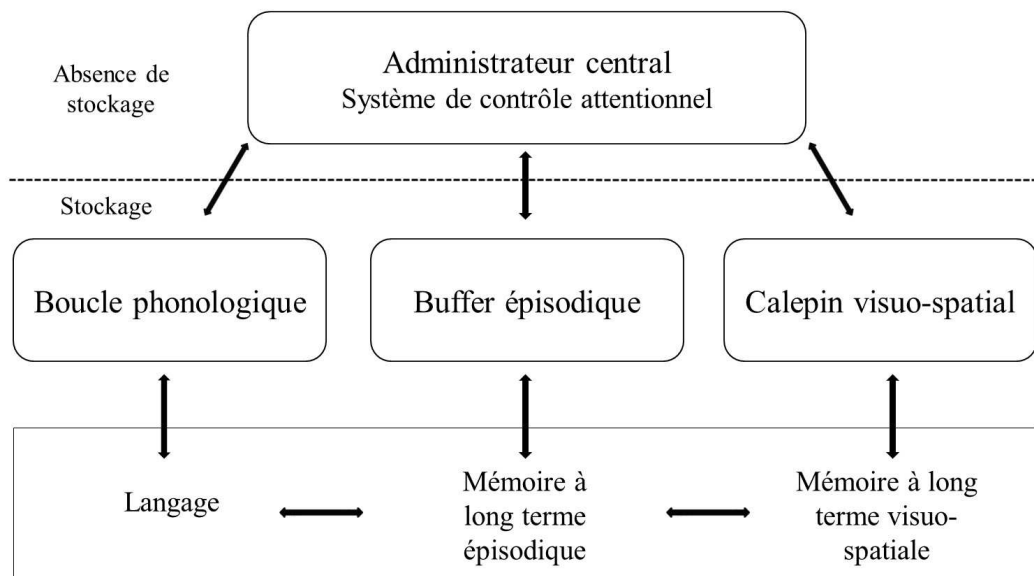 Absence de
stockage
Administrateur central
Système de contrôle attentionnel
Stockage
Boucle phonologique
Buffer épisodique
Calepin visuo-spatial
Langage
Mémoire à
long terme
épisodique
Mémoire à long
terme visuo-
spatiale